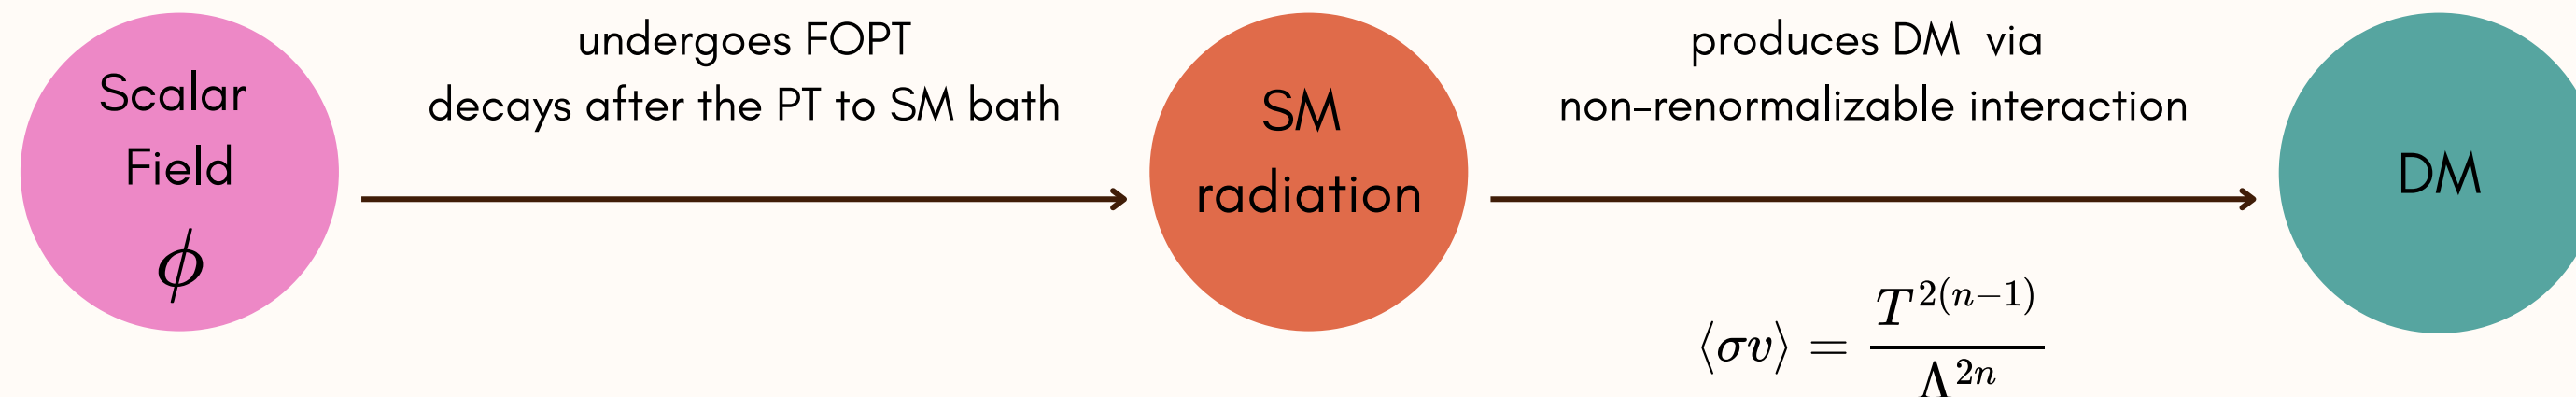 Scalar
Field
ϕ
undergoes FOPT
decays after the PT to SM bath
SM
radiation
produces DM via
non-renormalizable interaction
⟨σv⟩ = T^{2(n−1)} / Λ^{2n}
DM